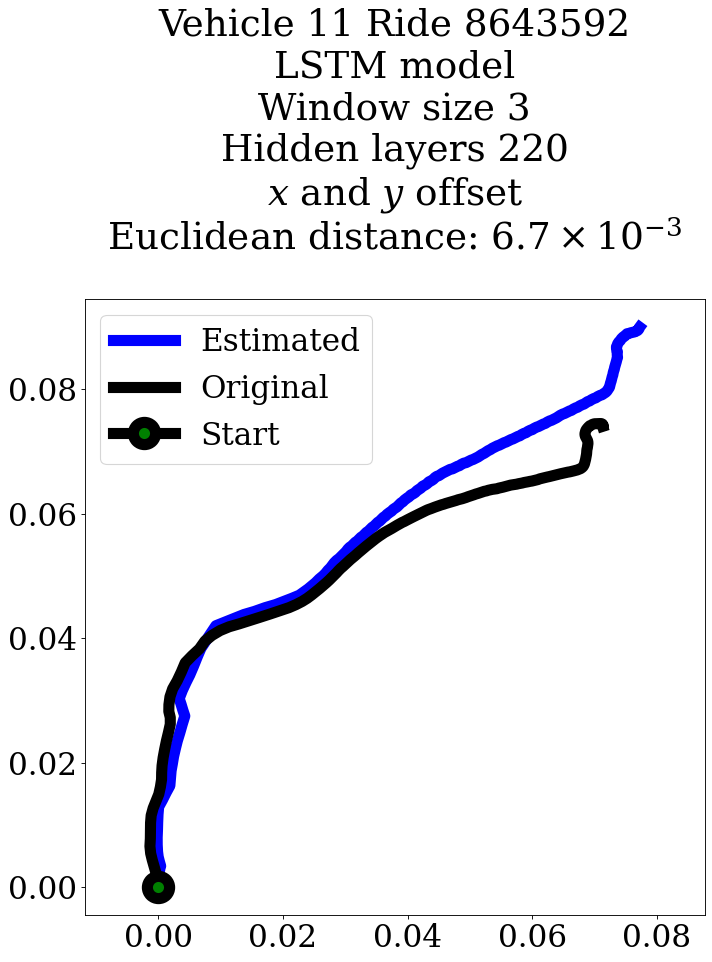 Vehicle 11 Ride 8643592
LSTM model
Window size 3
Hidden layers 220
x and y offset
Euclidean distance: 6.7 × 10⁻³
Estimated
Original
Start
0.08
0.06
0.04
0.02
0.00
0.00 0.02 0.04 0.06 0.08